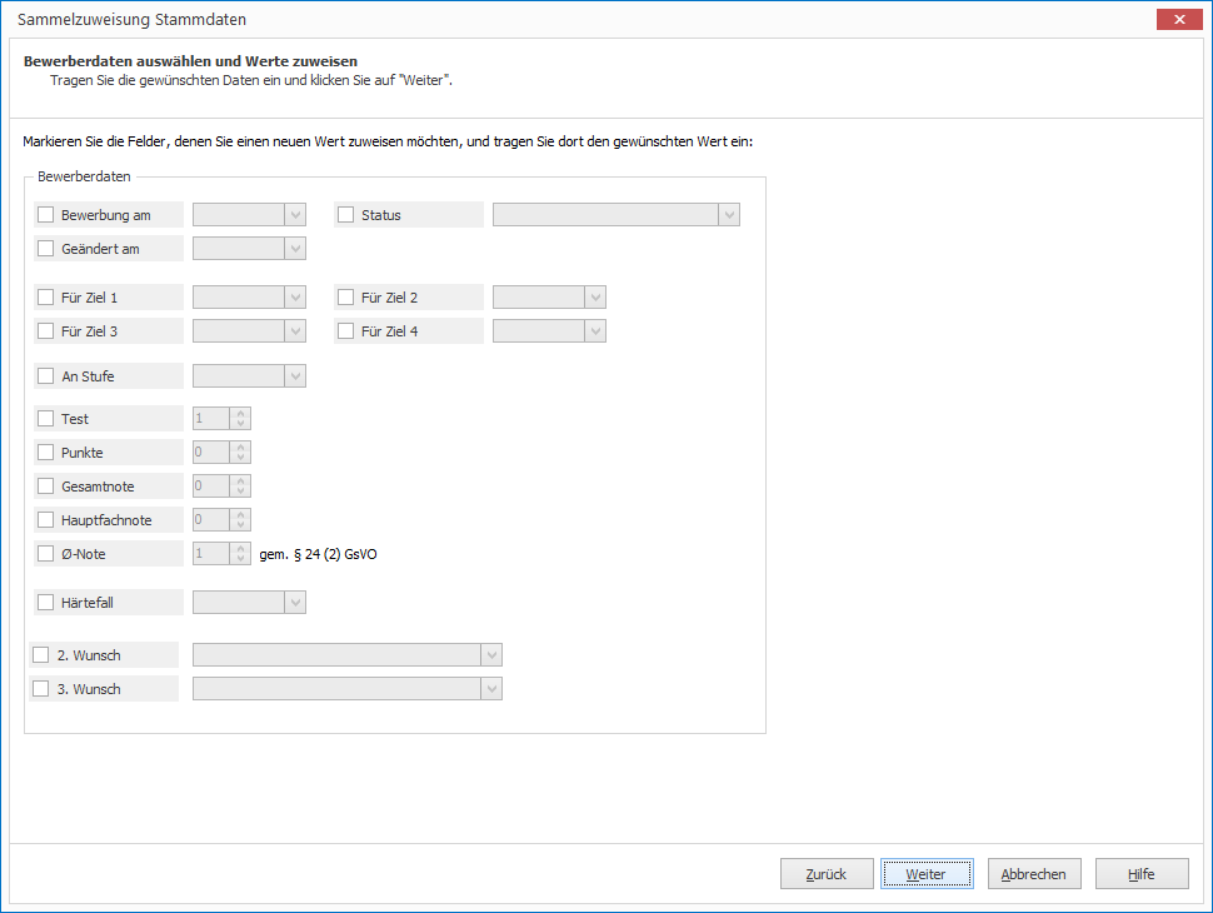 Sammelzuweisung Stammdaten
Bewerberdaten auswählen und Werte zuweisen
Tragen Sie die gewünschten Daten ein und klicken Sie auf "Weiter".
Markieren Sie die Felder, denen Sie einen neuen Wert zuweisen möchten, und tragen Sie dort den gewünschten Wert ein:
Bewerberdaten
Bewerbung am Status
Geändert am
Für Ziel 1 Für Ziel 2
Für Ziel 3 Für Ziel 4
An Stufe
Test 1
Punkte 0
Gesamtnote 0
Hauptfachnote 0
Ø-Note 1 gem. § 24 (2) GsVO
Härtefall
2. Wunsch
3. Wunsch
Zurück Weiter Abbrechen Hilfe